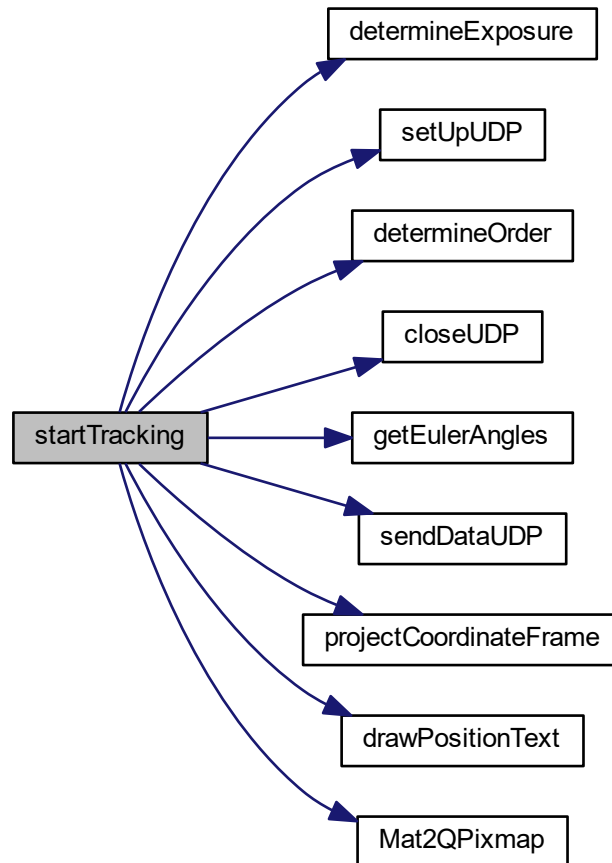 determineExposure
setUpUDP
determineOrder
closeUDP
startTracking
getEulerAngles
sendDataUDP
projectCoordinateFrame
drawPositionText
Mat2QPixmap